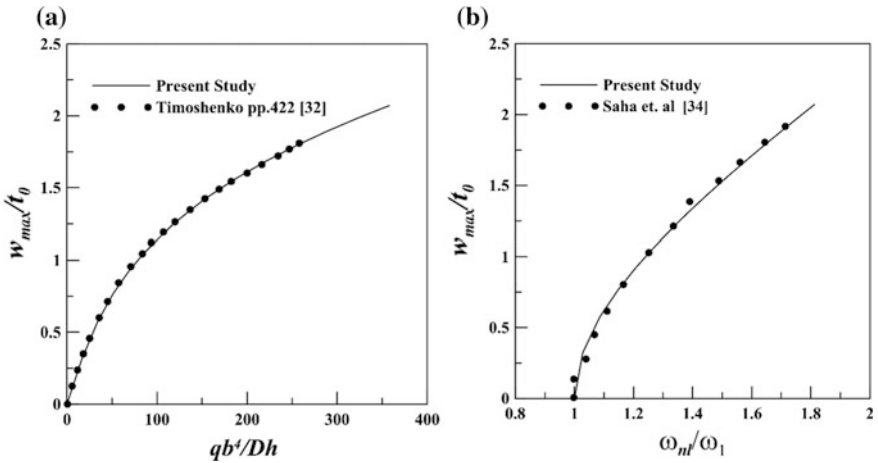 (a)
2.5
2
1.5
1
0.5
0
w_max/t_0
Present Study
Timoshenko pp.422 [32]
0 100 200 300 400
qb⁴/Dh
(b)
2.5
2
1.5
1
0.5
0
w_max/t_0
Present Study
Saha et. al [34]
0.8 1 1.2 1.4 1.6 1.8 2
ω_nl/ω_1